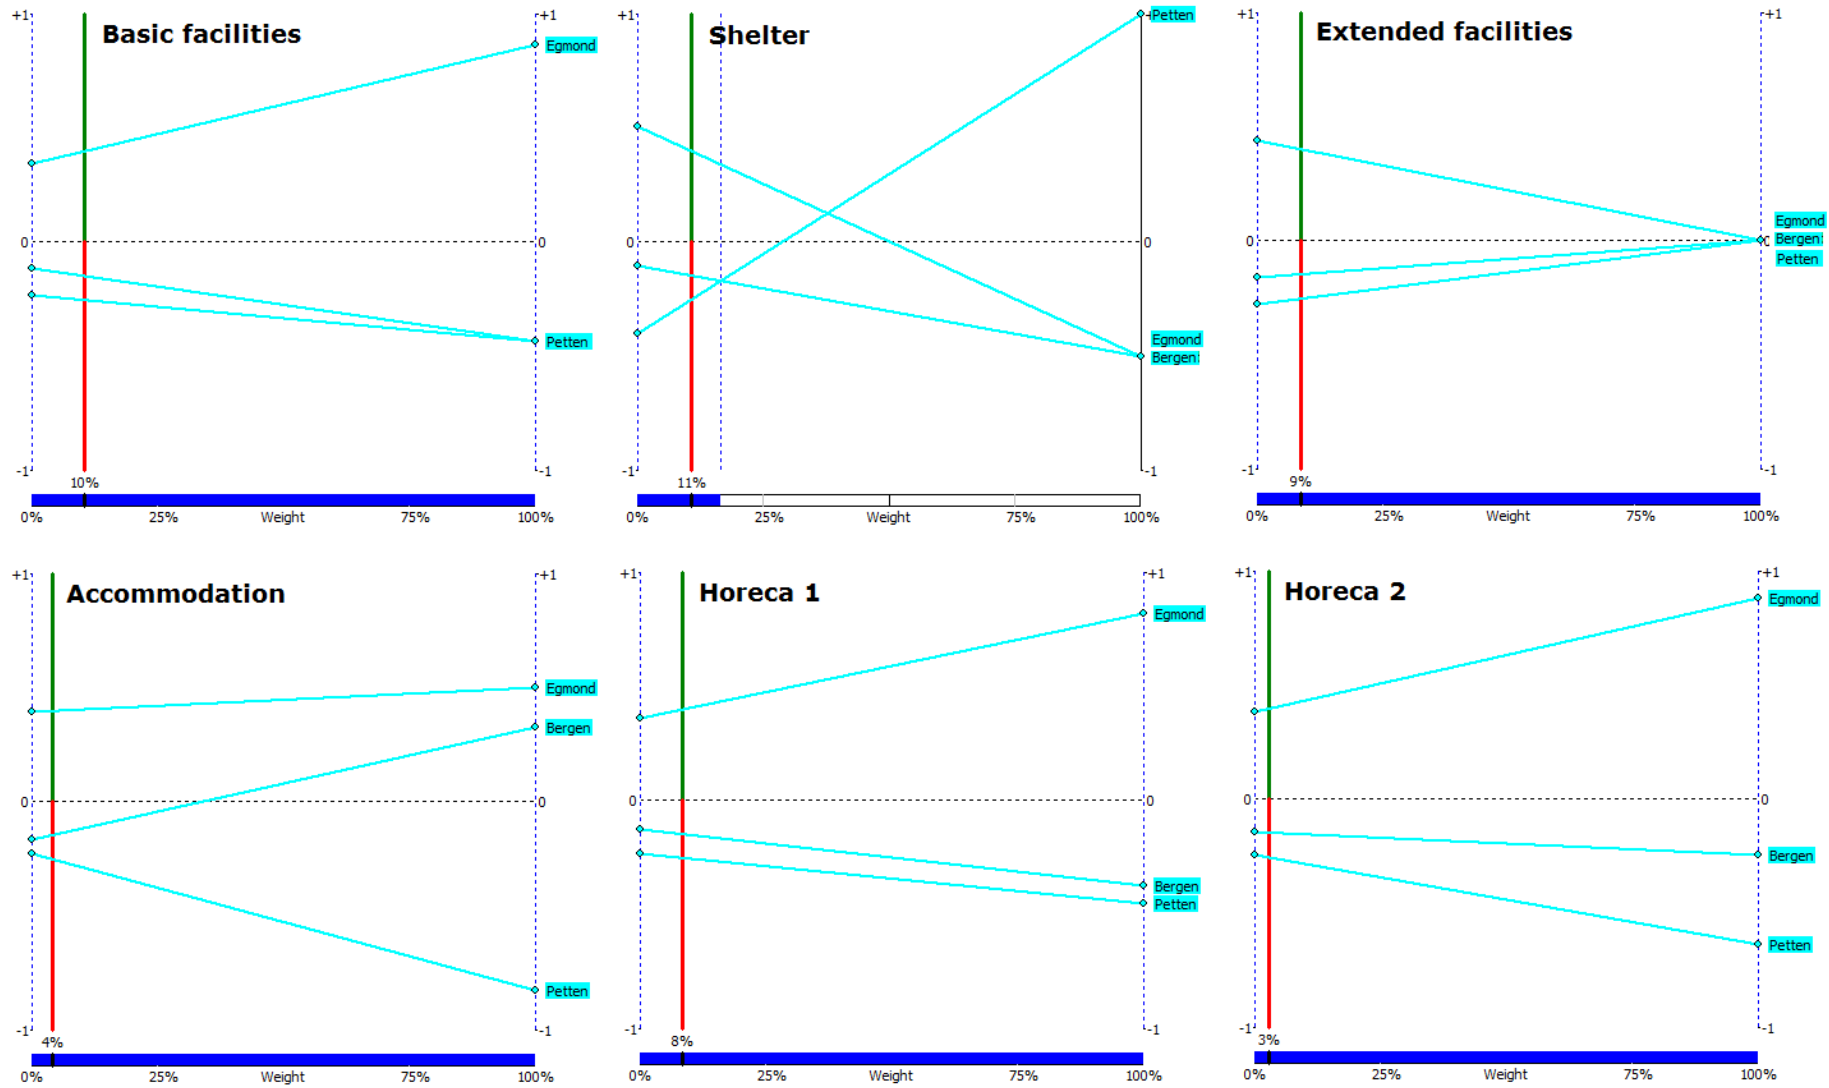 Basic facilities
+1 +1
Egmond
0 0
Petten
-1 -1
10%
0% 25% Weight 75% 100%
Shelter
+1 Petten
0 0
Egmond
Bergen
-1 -1
11%
0% 25% Weight 75% 100%
Extended facilities
+1 +1
Egmond
0 Bergen
Petten
-1 -1
9%
0% 25% Weight 75% 100%
Accommodation
+1 +1
Egmond
Bergen
0 0
Petten
-1 -1
4%
0% 25% Weight 75% 100%
Horeca 1
+1 +1
Egmond
0 0
Bergen
Petten
-1 -1
8%
0% 25% Weight 75% 100%
Horeca 2
+1 +1
Egmond
0 0
Bergen
Petten
-1 -1
3%
0% 25% Weight 75% 100%